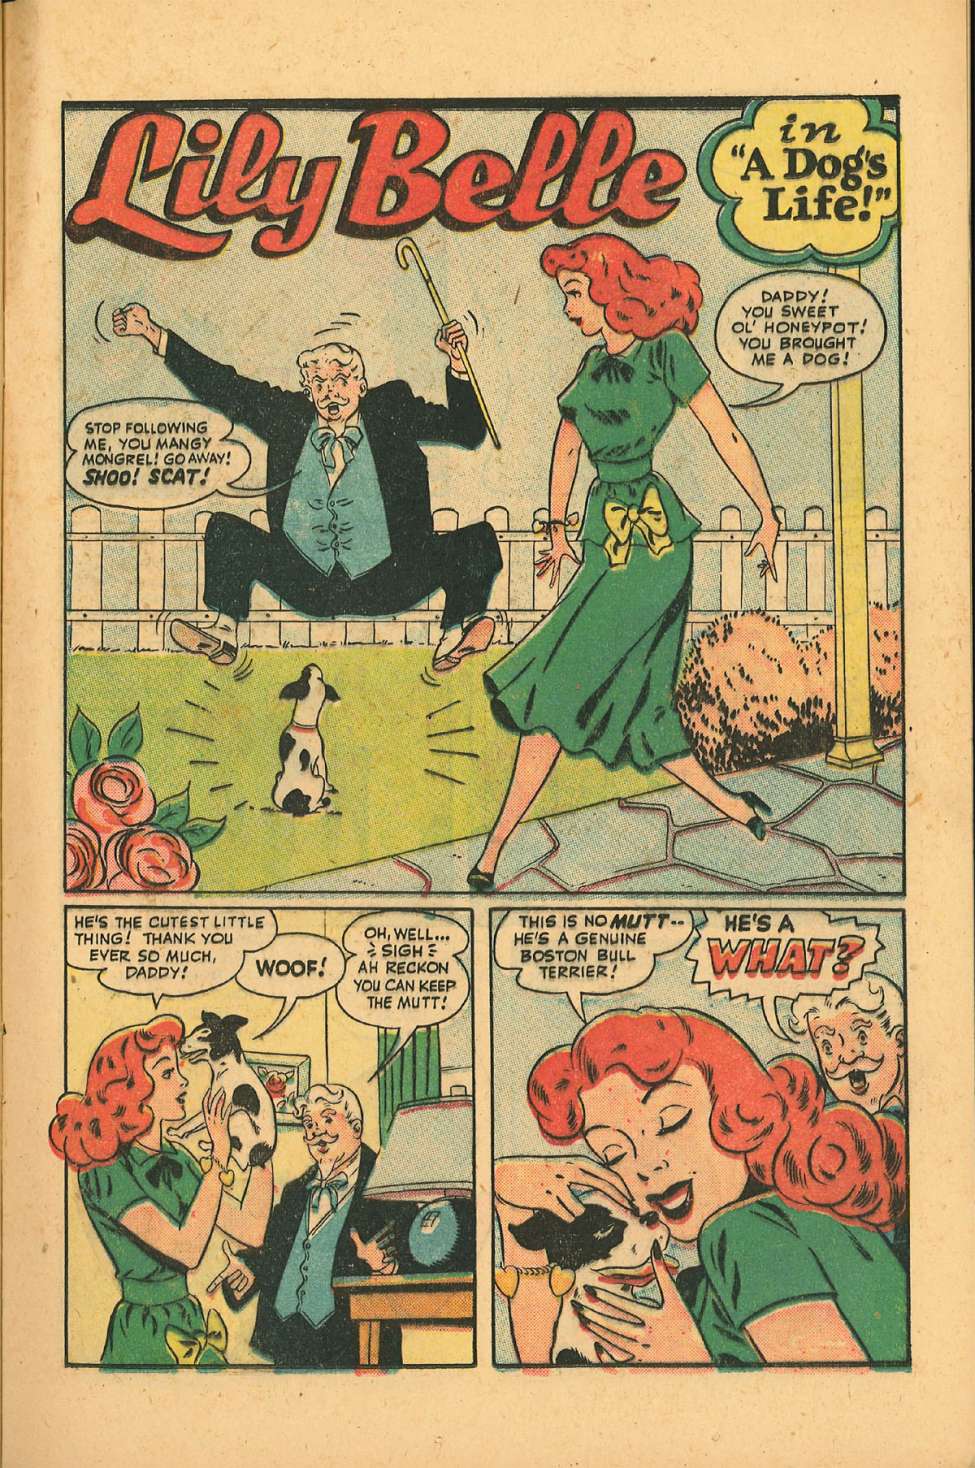 Lily Belle
in
"A Dog's
Life!"
DADDY!
YOU SWEET
OL' HONEYPOT!
YOU BROUGHT
ME A DOG!
STOP FOLLOWING
ME, YOU MANGY
MONGREL! GO AWAY!
SHOO! SCAT!
HE'S THE CUTEST LITTLE
THING! THANK YOU
EVER SO MUCH,
DADDY!
WOOF!
OH, WELL...
SIGH
AH RECKON
YOU CAN KEEP
THE MUTT!
THIS IS NO MUTT--
HE'S A GENUINE
BOSTON BULL
TERRIER!
HE'S A
WHAT?